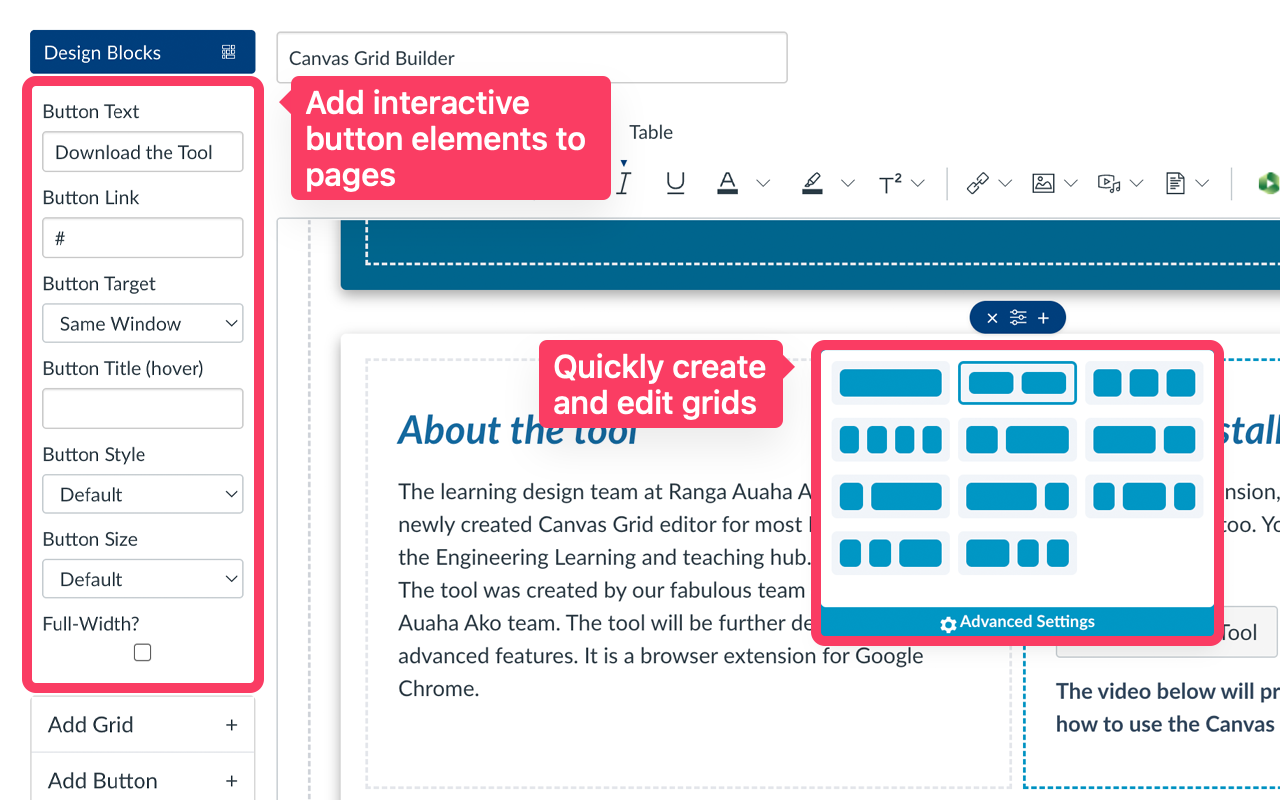 Design Blocks
Canvas Grid Builder
Button Text
Download the Tool
Button Link
#
Button Target
Same Window
Button Title (hover)
Button Style
Default
Button Size
Default
Full-Width?
Add Grid +
Add Button +
Add interactive
button elements to
pages
Table
I U A T²
Quickly create
and edit grids
About the tool
The learning design team at Ranga Auaha A
newly created Canvas Grid editor for most
the Engineering Learning and teaching hub.
The tool was created by our fabulous team
Auaha Ako team. The tool will be further de
advanced features. It is a browser extension for Google
Chrome.
Advanced Settings
stall
nsion,
too. Yo
Tool
The video below will pr
how to use the Canvas